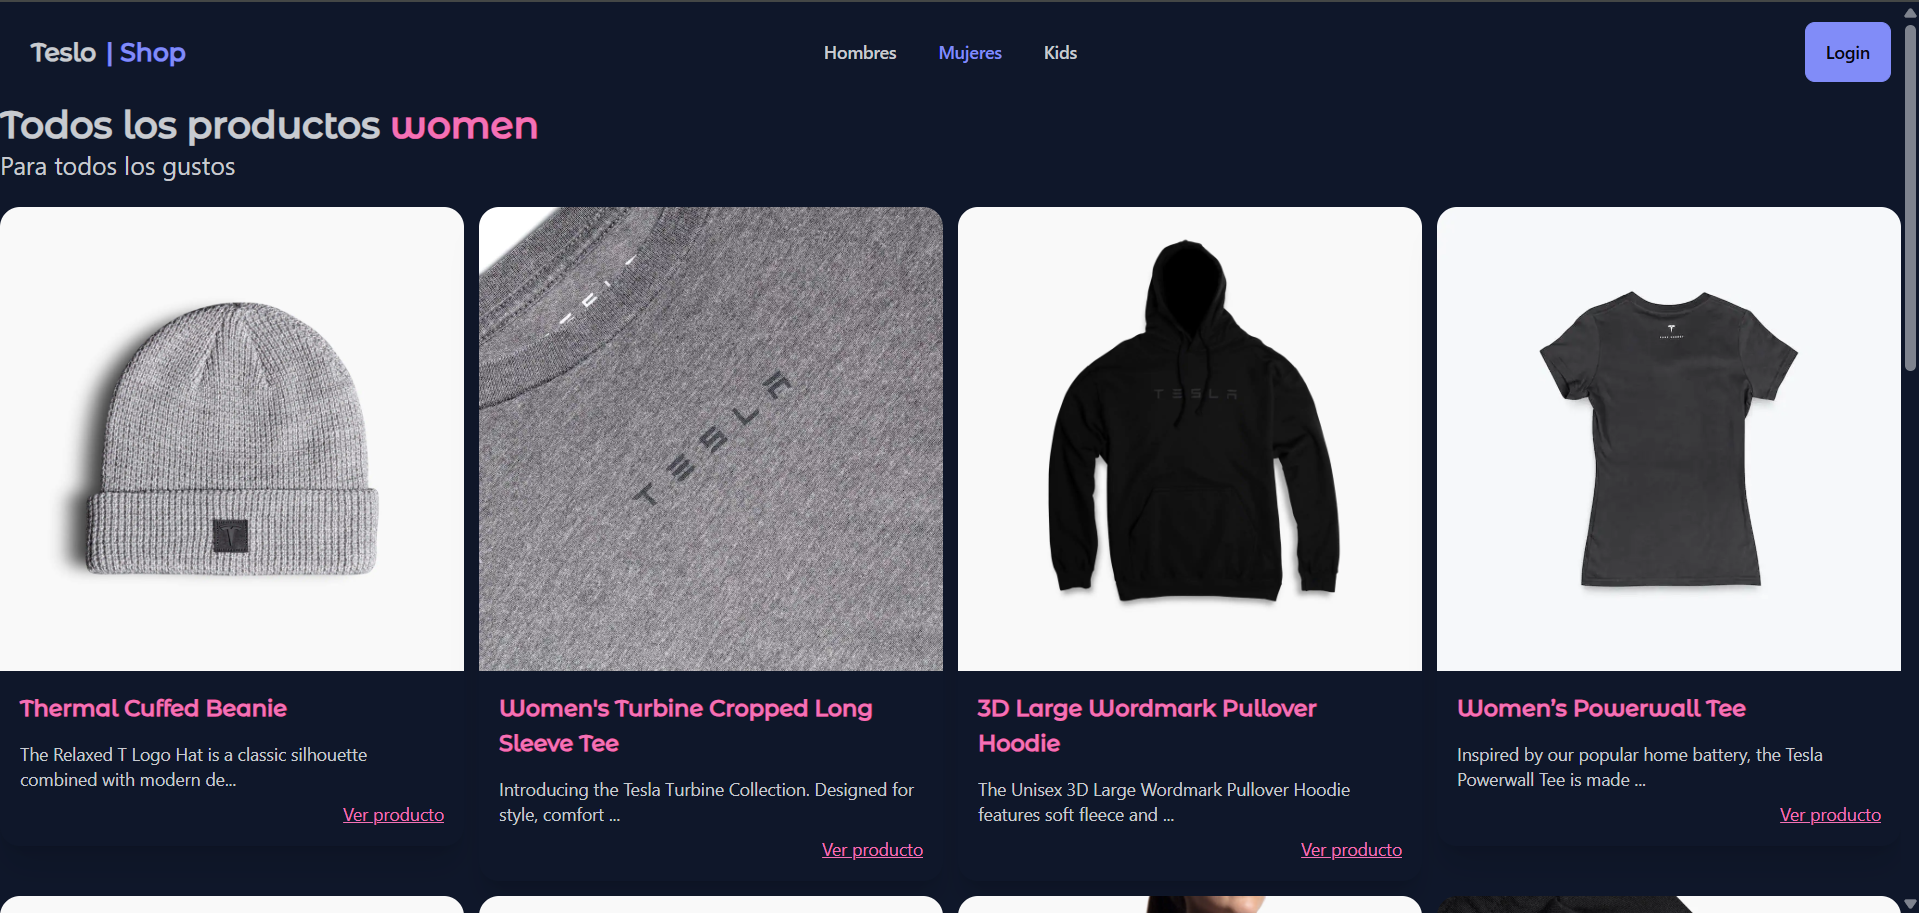 Teslo | Shop
Hombres
Mujeres
Kids
Login
Todos los productos women
Para todos los gustos
TESLA
TESLA
Thermal Cuffed Beanie
The Relaxed T Logo Hat is a classic silhouette
combined with modern de...
Ver producto
Women's Turbine Cropped Long
Sleeve Tee
Introducing the Tesla Turbine Collection. Designed for
style, comfort ...
Ver producto
3D Large Wordmark Pullover
Hoodie
The Unisex 3D Large Wordmark Pullover Hoodie
features soft fleece and ...
Ver producto
Women’s Powerwall Tee
Inspired by our popular home battery, the Tesla
Powerwall Tee is made ...
Ver producto